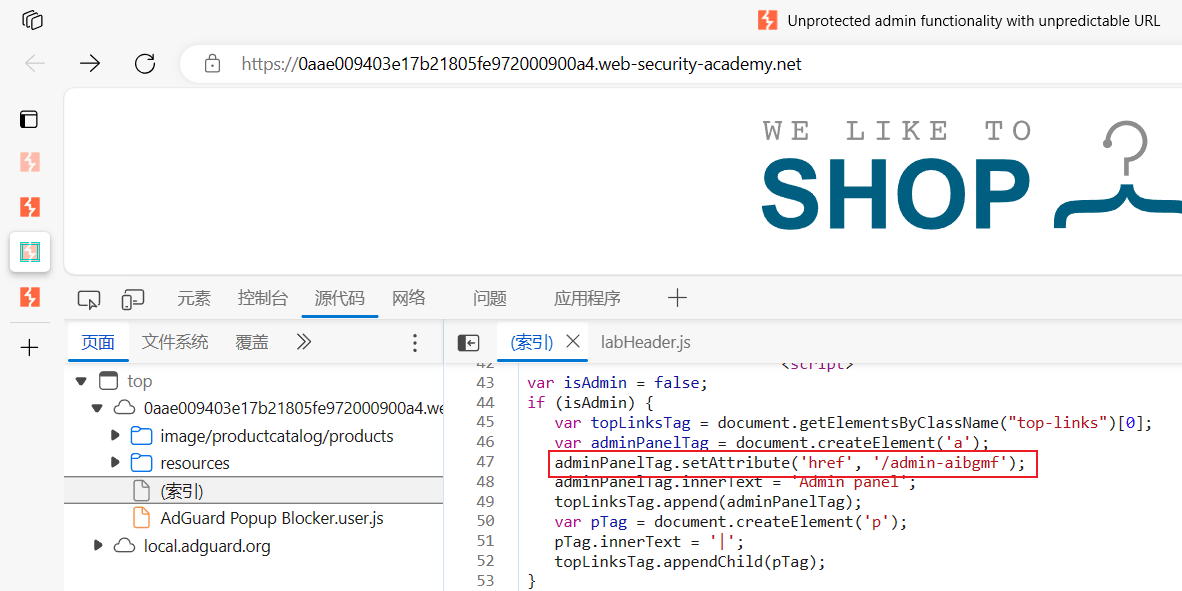 Unprotected admin functionality with unpredictable URL
https://0aae009403e17b21805fe972000900a4.web-security-academy.net
WE LIKE TO
SHOP
元素 控制台 源代码 网络 问题 应用程序
页面 文件系统 覆盖
(索引) labHeader.js
top
0aae009403e17b21805fe972000900a4.we
image/productcatalog/products
resources
(索引)
AdGuard Popup Blocker.user.js
local.adguard.org
42 <script>
43 var isAdmin = false;
44 if (isAdmin) {
45 var topLinksTag = document.getElementsByClassName("top-links")[0];
46 var adminPanelTag = document.createElement('a');
47 adminPanelTag.setAttribute('href', '/admin-aibgmf');
48 adminPanelTag.innerText = 'Admin panel';
49 topLinksTag.append(adminPanelTag);
50 var pTag = document.createElement('p');
51 pTag.innerText = '|';
52 topLinksTag.appendChild(pTag);
53 }